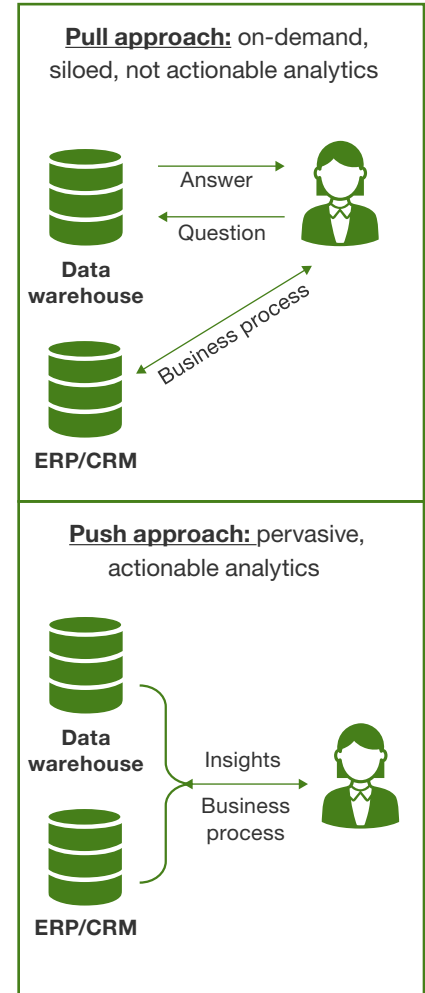 Pull approach: on-demand,
siloed, not actionable analytics
Answer
Question
Data
warehouse
Business process
ERP/CRM
Push approach: pervasive,
actionable analytics
Data
warehouse
Insights
Business
process
ERP/CRM